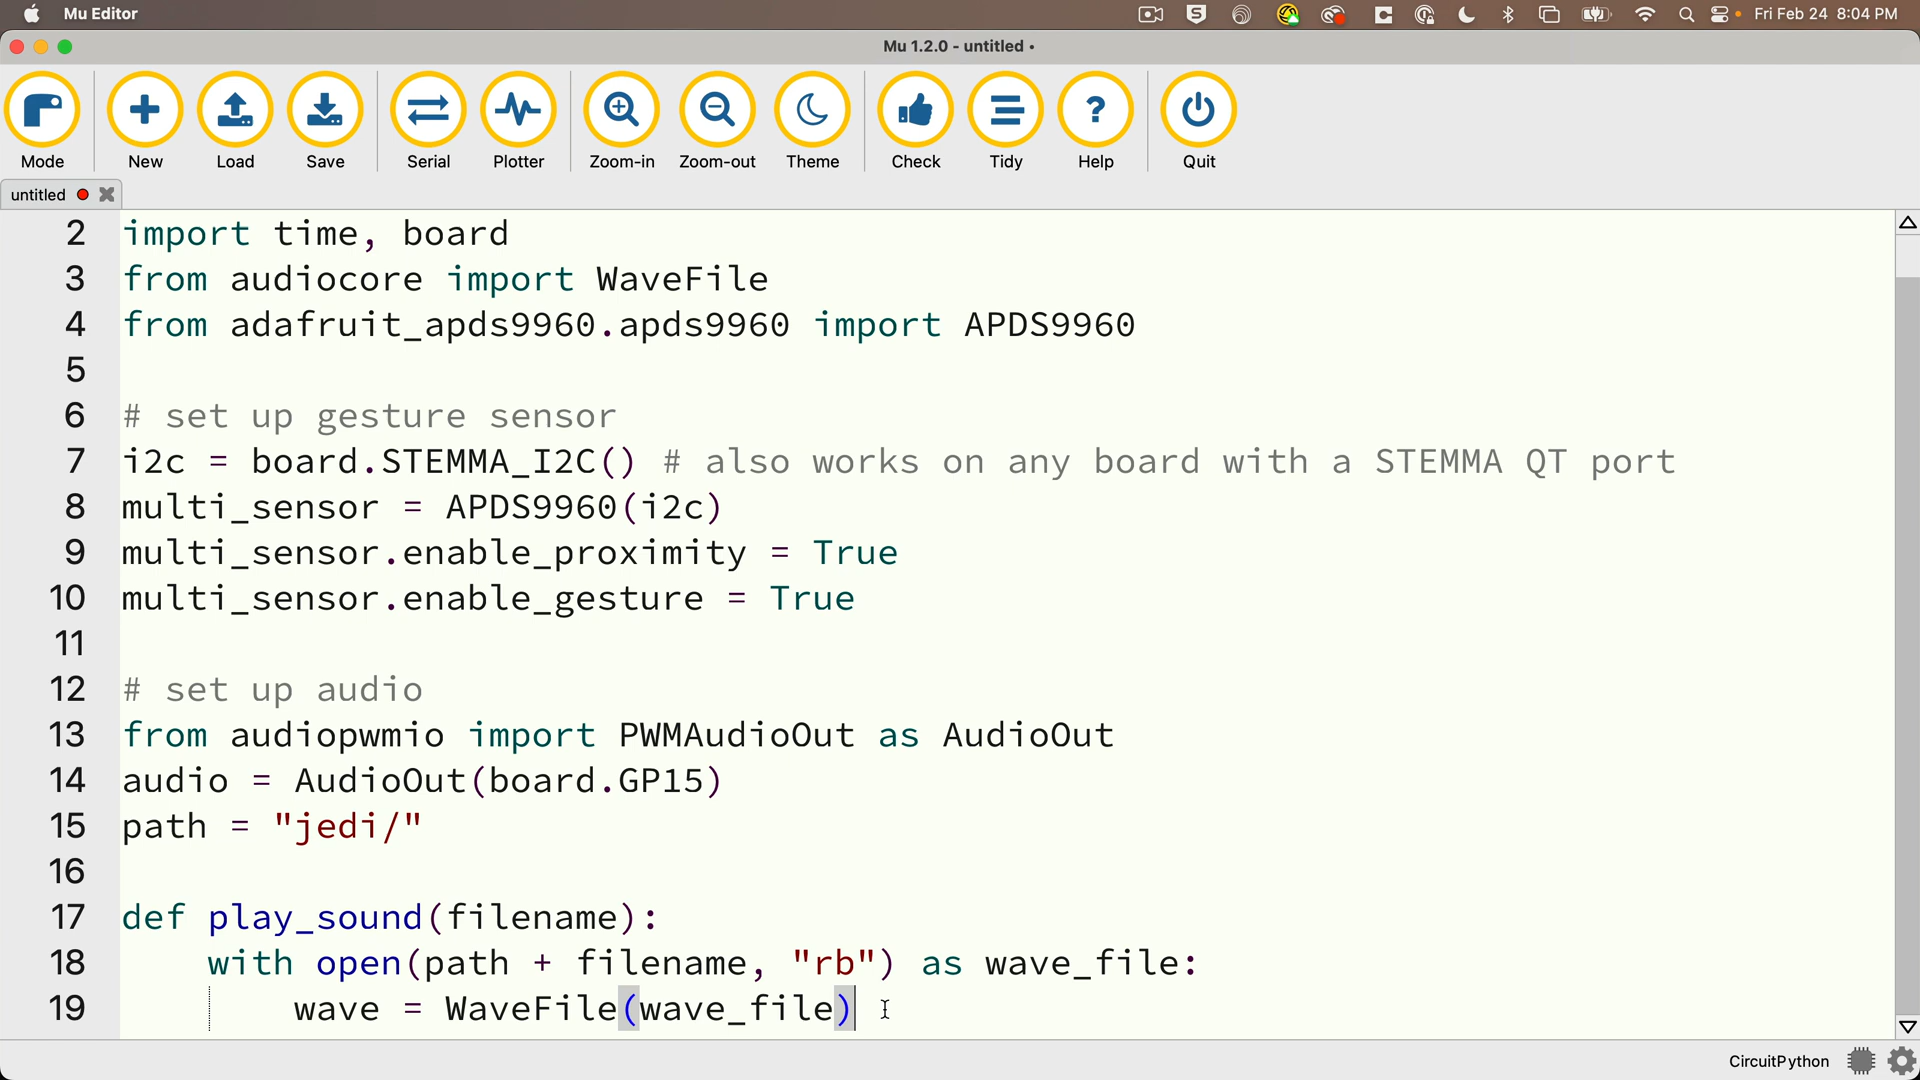 Mu Editor
Fri Feb 24 8:04 PM
Mu 1.2.0 - untitled •
Mode New Load Save Serial Plotter Zoom-in Zoom-out Theme Check Tidy Help Quit
untitled
2 import time, board
3 from audiocore import WaveFile
4 from adafruit_apds9960.apds9960 import APDS9960
5
6 # set up gesture sensor
7 i2c = board.STEMMA_I2C() # also works on any board with a STEMMA QT port
8 multi_sensor = APDS9960(i2c)
9 multi_sensor.enable_proximity = True
10 multi_sensor.enable_gesture = True
11
12 # set up audio
13 from audiopwmio import PWMAudioOut as AudioOut
14 audio = AudioOut(board.GP15)
15 path = "jedi/"
16
17 def play_sound(filename):
18     with open(path + filename, "rb") as wave_file:
19         wave = WaveFile(wave_file)
CircuitPython